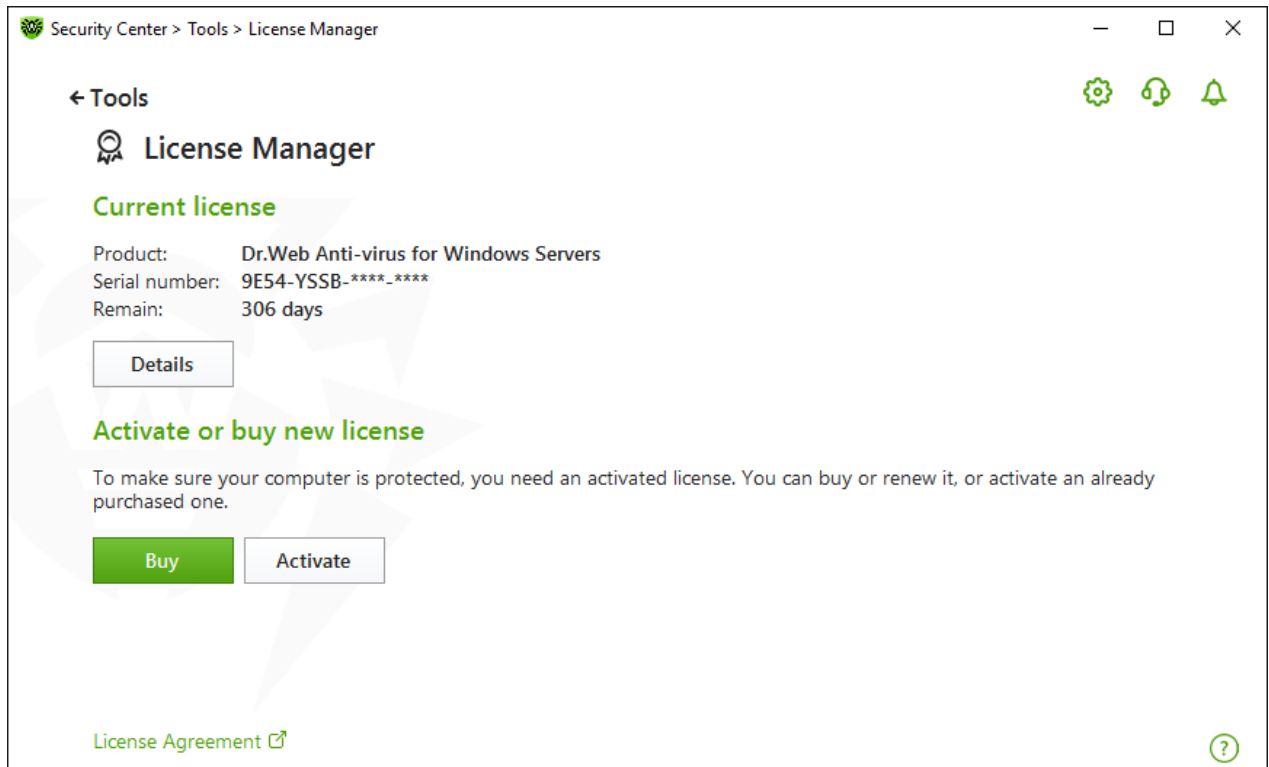 Security Center > Tools > License Manager
Tools
License Manager
Current license
Product: Dr.Web Anti-virus for Windows Servers
Serial number: 9E54-YSSB-****-****
Remain: 306 days
Details
Activate or buy new license
To make sure your computer is protected, you need an activated license. You can buy or renew it, or activate an already
purchased one.
Buy Activate
License Agreement
?